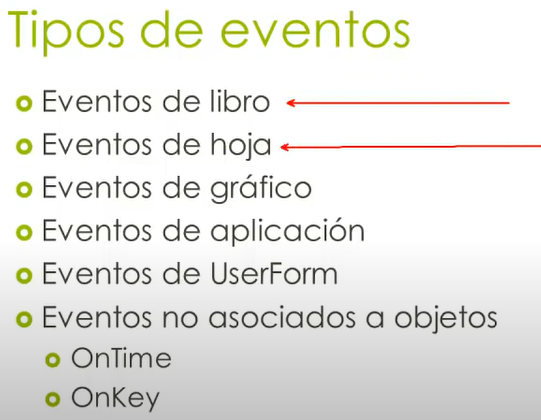 Tipos de eventos
Eventos de libro
Eventos de hoja
Eventos de gráfico
Eventos de aplicación
Eventos de UserForm
Eventos no asociados a objetos
OnTime
OnKey